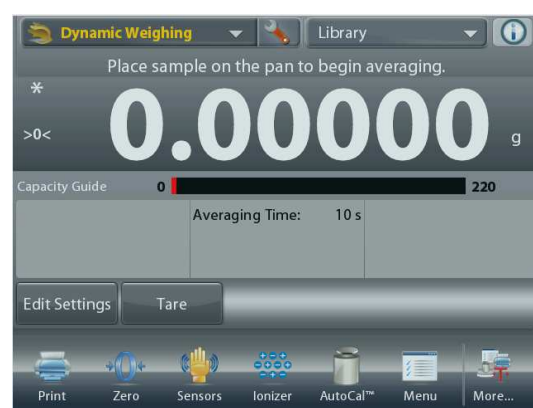 Dynamic Weighing Library
Place sample on the pan to begin averaging.
*
>0< 0.00000 g
Capacity Guide 0 220
Averaging Time: 10 s
Edit Settings Tare
Print Zero Sensors Ionizer AutoCal™ Menu More...